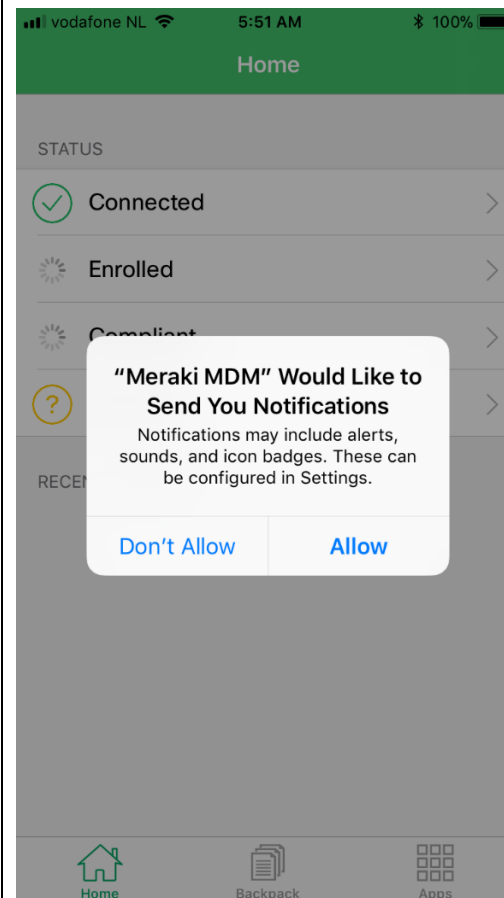 vodafone NL 5:51 AM 100%
Home
STATUS
Connected
Enrolled
Compliant
"Meraki MDM" Would Like to
Send You Notifications
Notifications may include alerts,
sounds, and icon badges. These can
be configured in Settings.
?
Don't Allow Allow
Home Backpack Apps